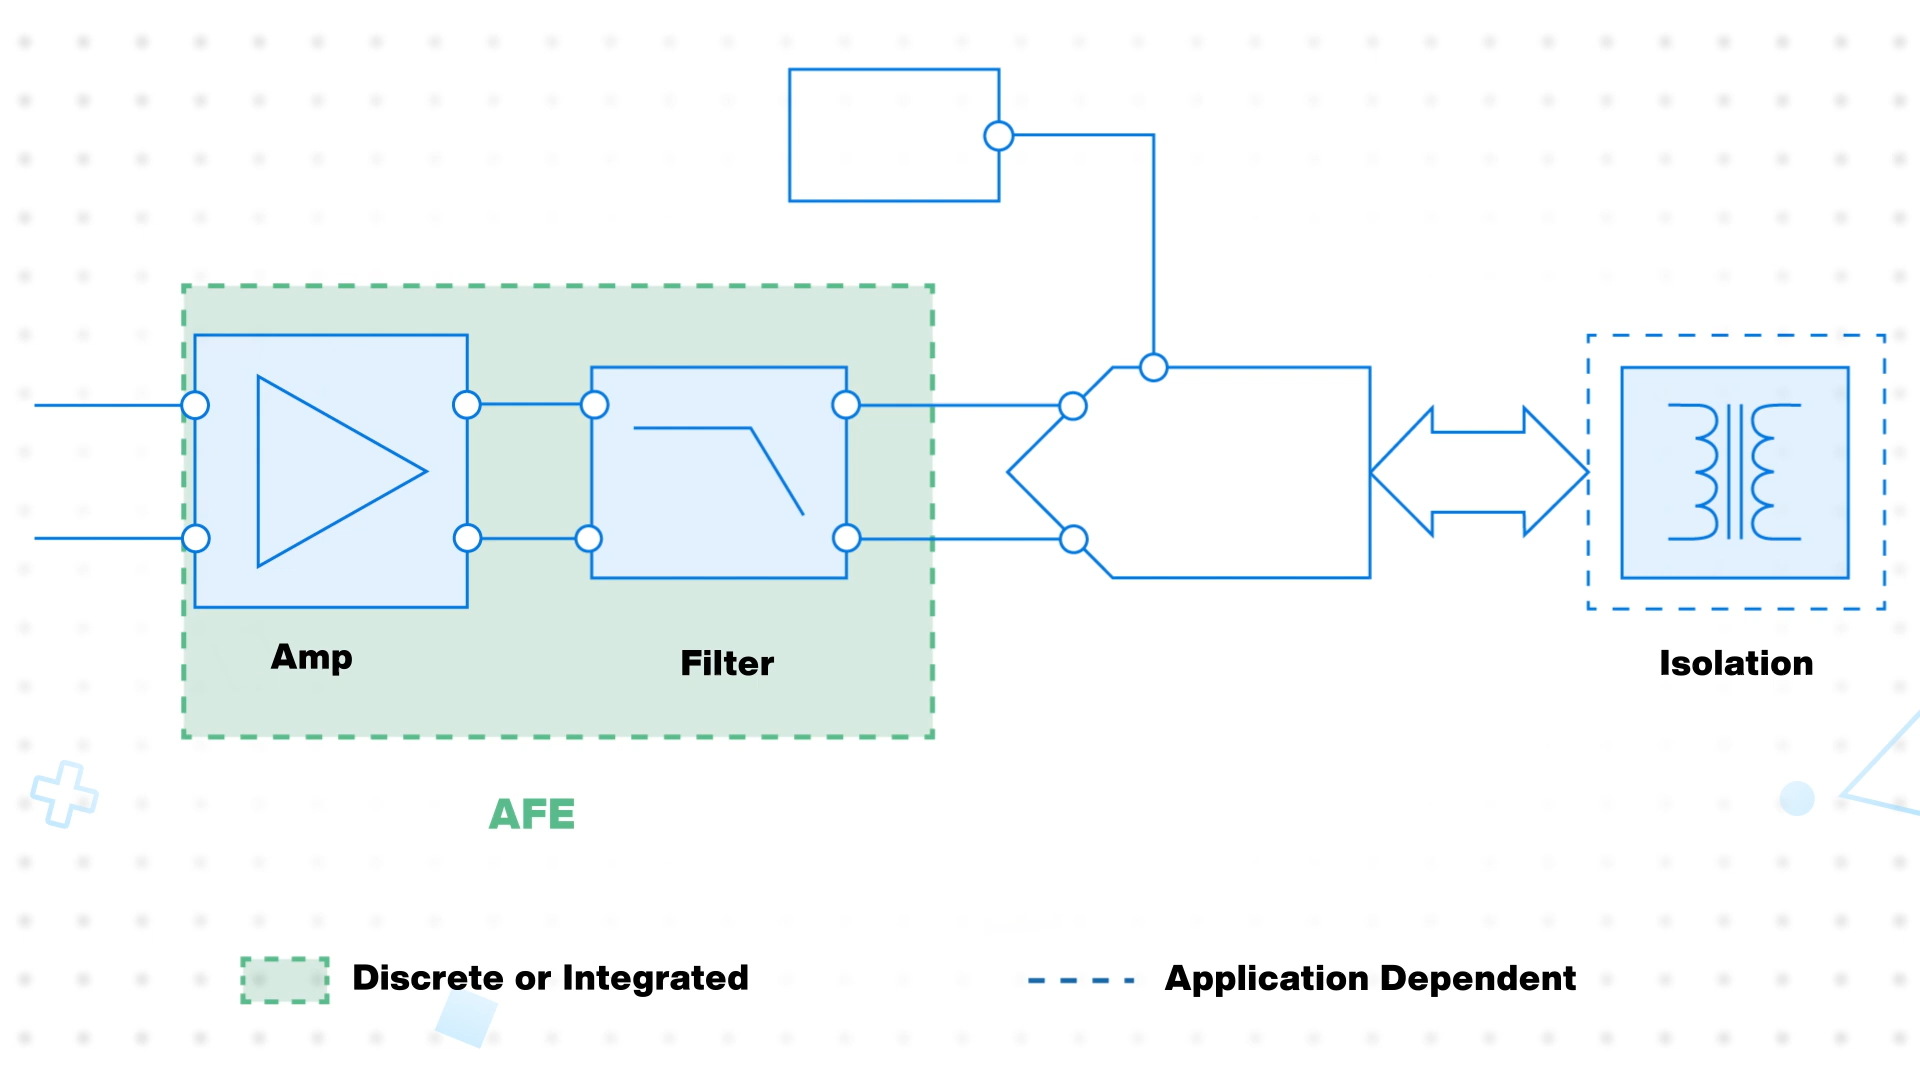 Amp
Filter
Isolation
AFE
Discrete or Integrated
Application Dependent